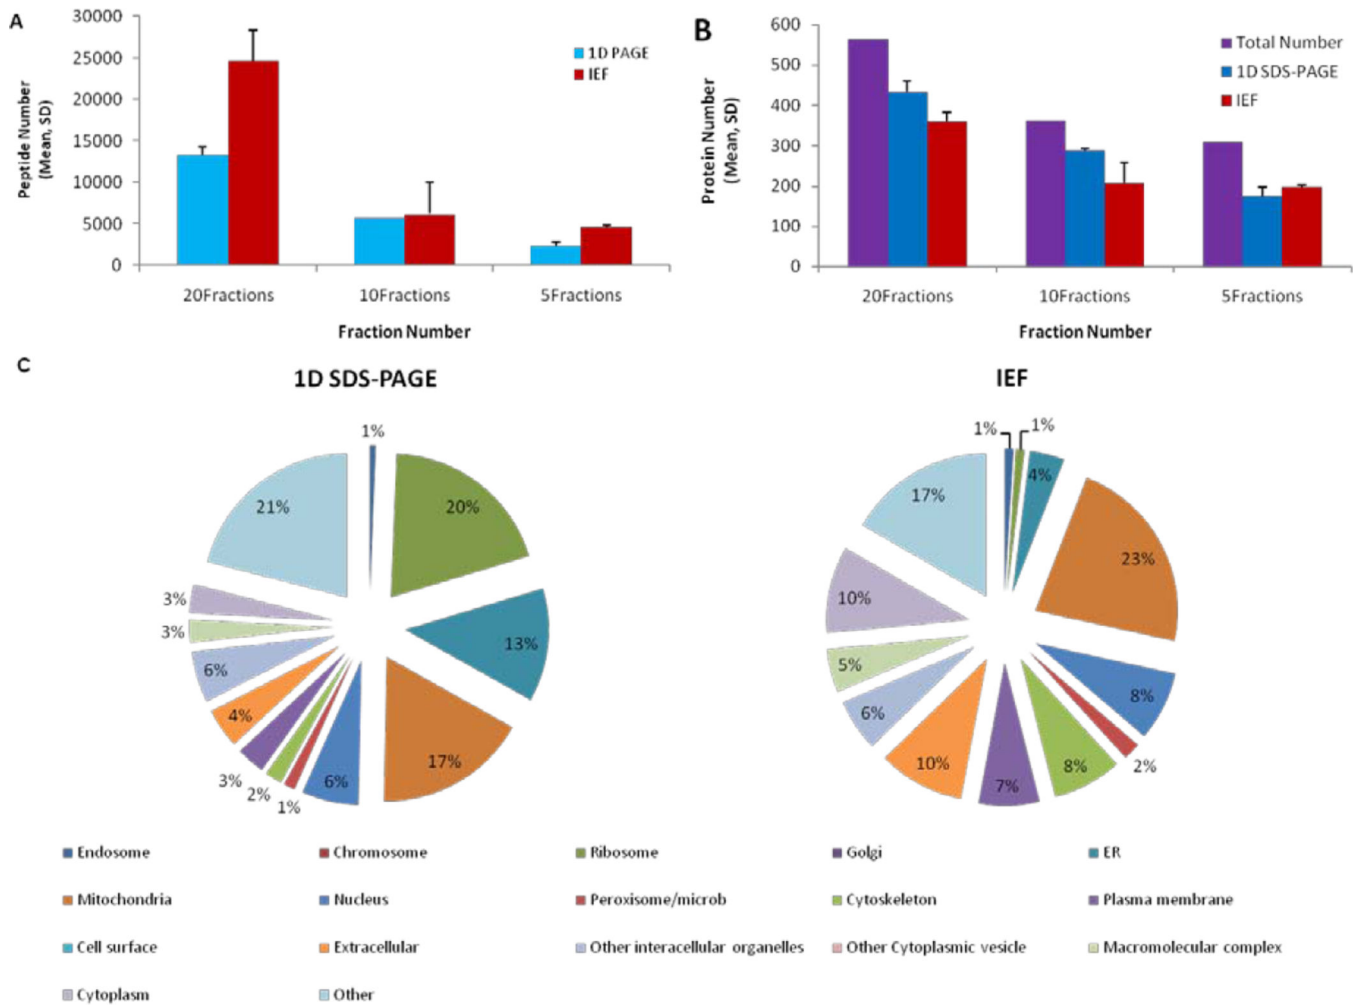 A
Peptide Number
(Mean, SD)
30000
25000
20000
15000
10000
5000
0
1D PAGE
IEF
20Fractions 10Fractions 5Fractions
Fraction Number
B
Protein Number
(Mean, SD)
600
500
400
300
200
100
0
Total Number
1D SDS-PAGE
IEF
20Fractions 10Fractions 5Fractions
Fraction Number
C
1D SDS-PAGE
1%
20%
13%
17%
6%
1%
2%
3%
4%
6%
3%
3%
21%
IEF
1%
1%
4%
23%
8%
2%
8%
7%
10%
6%
5%
10%
17%
Endosome Chromosome Ribosome Golgi ER
Mitochondria Nucleus Peroxisome/microb Cytoskeleton Plasma membrane
Cell surface Extracellular Other interacellular organelles Other Cytoplasmic vesicle Macromolecular complex
Cytoplasm Other